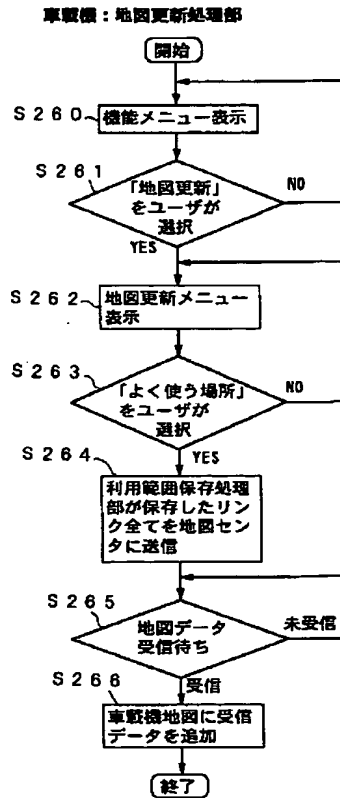 車載機：地図更新処理部
開始
S260
機能メニュー表示
S261
「地図更新」
をユーザが
選択
NO
YES
S262
地図更新メニュー
表示
S263
「よく使う場所」
をユーザが
選択
NO
YES
S264
利用範囲保存処理
部が保存したリン
ク全てを地図セン
タに送信
S265
地図データ
受信待ち
未受信
受信
S266
車載機地図に受信
データを追加
終了